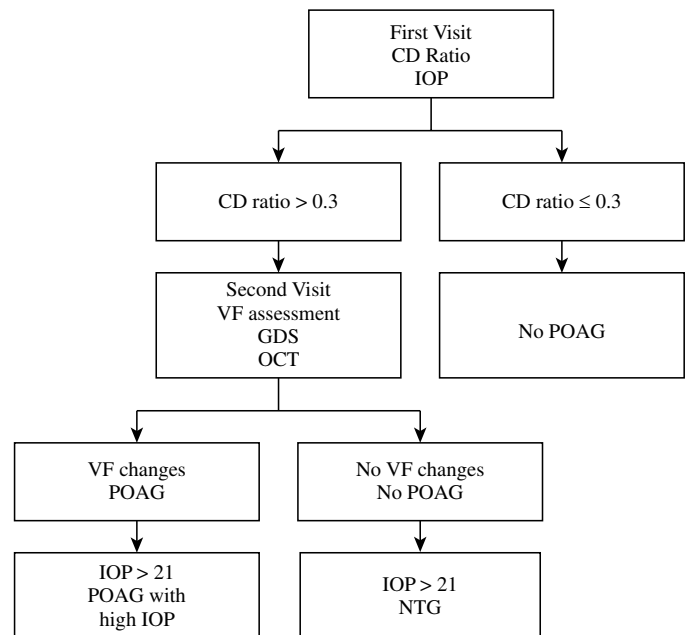 First Visit
CD Ratio
IOP
CD ratio > 0.3
CD ratio ≤ 0.3
Second Visit
VF assessment
GDS
OCT
No POAG
VF changes
POAG
No VF changes
No POAG
IOP > 21
POAG with
high IOP
IOP > 21
NTG